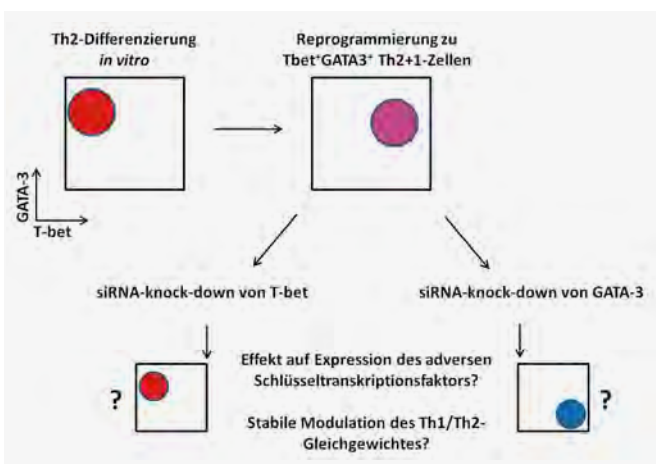 Th2-Differenzierung
in vitro
Reprogrammierung zu
Tbet⁺GATA3⁺ Th2+1-Zellen
GATA-3
T-bet
siRNA-knock-down von T-bet
siRNA-knock-down von GATA-3
?
Effekt auf Expression des adversen
Schlüsseltranskriptionsfaktors?
Stabile Modulation des Th1/Th2-
Gleichgewichtes?
?